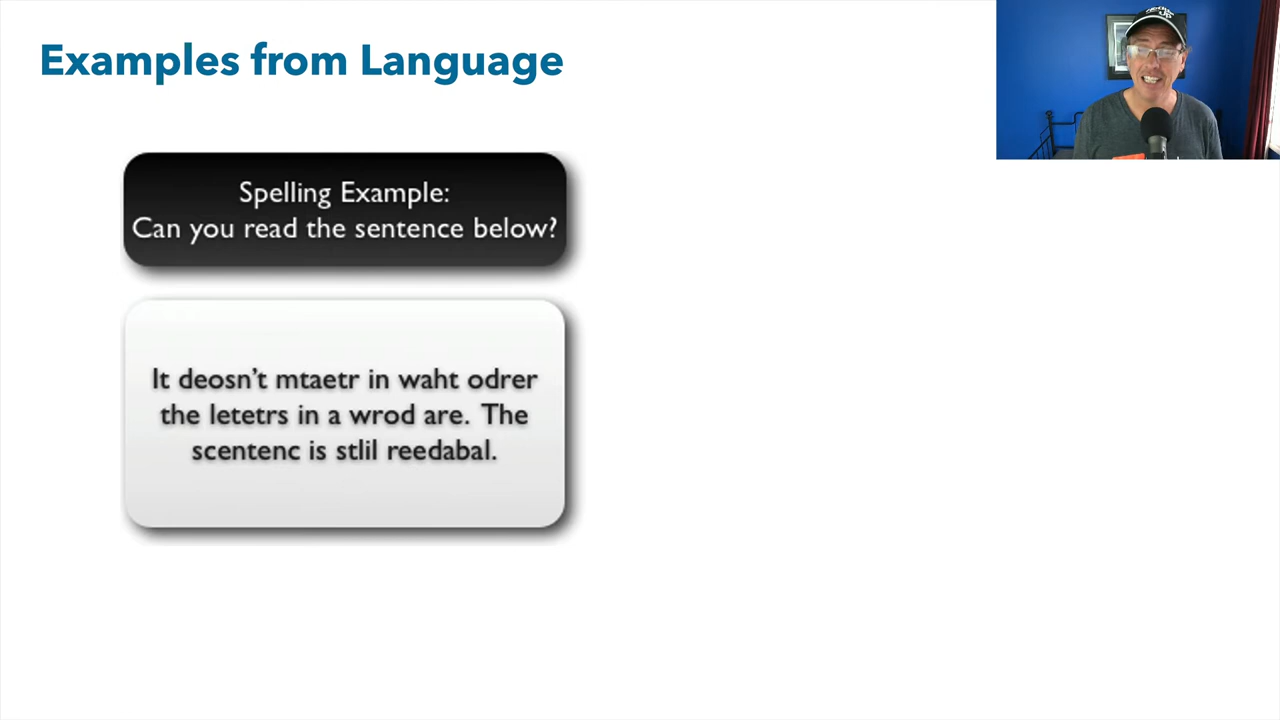 Examples from Language
Spelling Example:
Can you read the sentence below?
It deosn't mtaetr in waht odrer
the letetrs in a wrod are. The
scentenc is stlil reedabal.